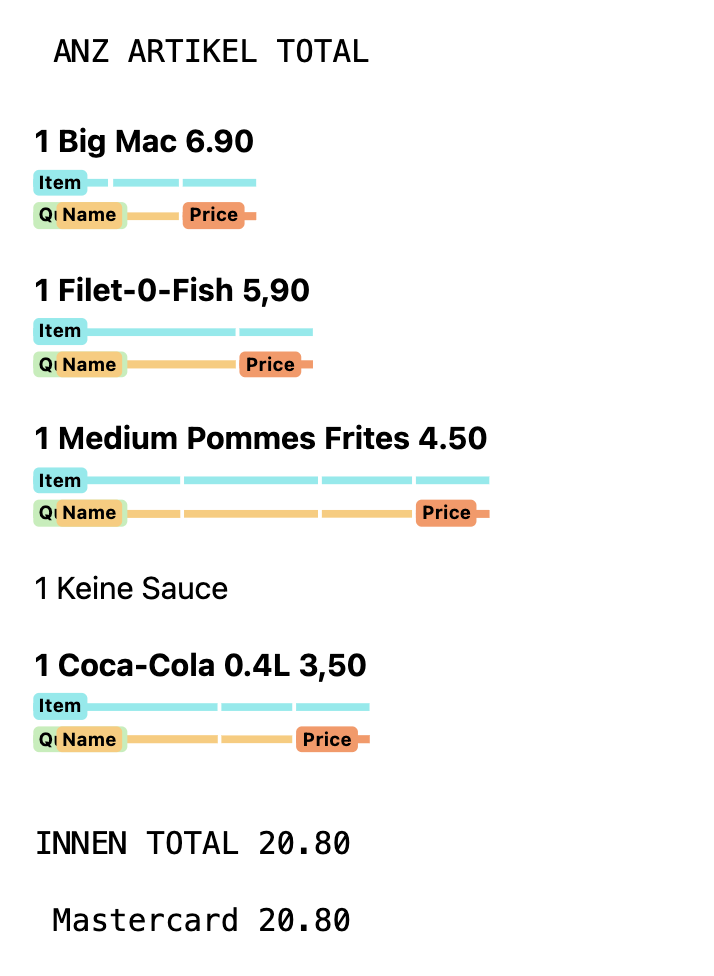 ANZ ARTIKEL TOTAL
1 Big Mac 6.90
Item
Name Price
1 Filet-0-Fish 5,90
Item
Name Price
1 Medium Pommes Frites 4.50
Item
Name Price
1 Keine Sauce
1 Coca-Cola 0.4L 3,50
Item
Name Price
INNEN TOTAL 20.80
Mastercard 20.80